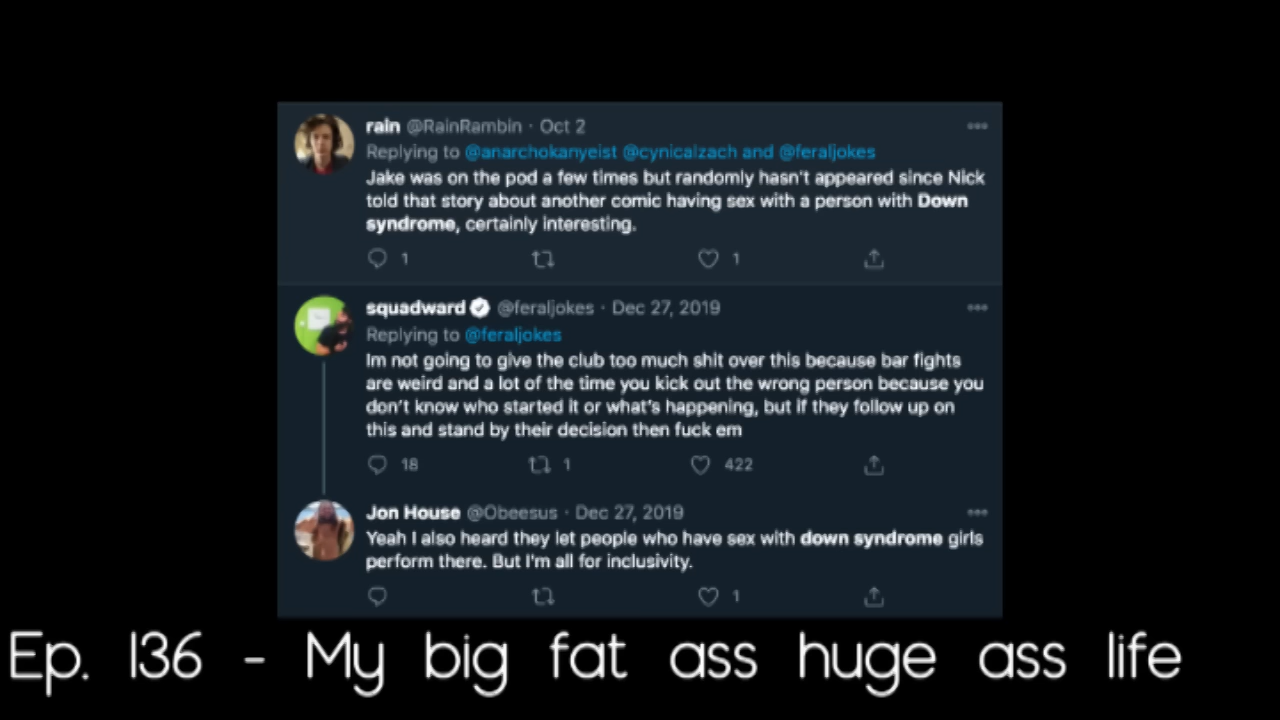 rain @RainRambin · Oct 2
Replying to @anarchokanyeist @cynicalzach and @feraljokes
Jake was on the pod a few times but randomly hasn't appeared since Nick
told that story about another comic having sex with a person with Down
syndrome, certainly interesting.
1 1
squadward @feraljokes · Dec 27, 2019
Replying to @feraljokes
Im not going to give the club too much shit over this because bar fights
are weird and a lot of the time you kick out the wrong person because you
don't know who started it or what's happening, but if they follow up on
this and stand by their decision then fuck em
18 1 422
Jon House @Obeesus · Dec 27, 2019
Yeah I also heard they let people who have sex with down syndrome girls
perform there. But I'm all for inclusivity.
1
Ep. 136 - My big fat ass huge ass life